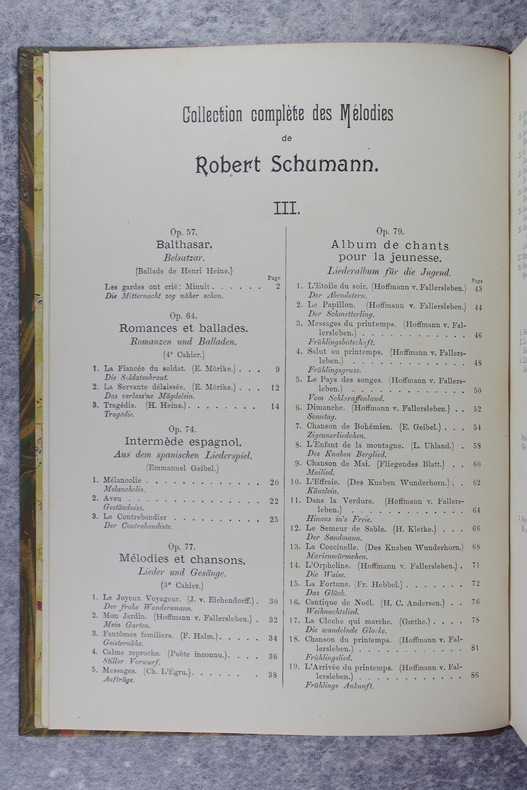 Collection complète des Mélodies
de
Robert Schumann.
III.
Op. 57.
Balthasar.
Belsatzar.
(Ballade de Henri Heine.)
Page
Les gardes ont crié: Minuit . . . . . . 2
Die Mitternacht zog näher schon.
Op. 64.
Romances et ballades.
Romanzen und Balladen.
(4e Cahier.)
1. La Fiancée du soldat. (E. Mörike.) . . . 9
Die Soldatenbraut.
2. La Servante délaissée. (E. Mörike.) . . . 12
Das verlass'ne Mägdelein.
3. Tragédie. (H. Heine.) . . . . . . . . 14
Tragödie.
Op. 74.
Intermède espagnol.
Aus dem spanischen Liederspiel.
(Emmanuel Geibel.)
1. Mélancolie . . . . . . . . . . . . 20
Melancholie.
2. Aveu . . . . . . . . . . . . . . 22
Geständniss.
3. Le Contrebandier . . . . . . . . . . 25
Der Contrabandiste.
Op. 77.
Mélodies et chansons.
Lieder und Gesänge.
(3e Cahier.)
1. Le Joyeux Voyageur. (J. v. Eichendorff.) . 30
Der frohe Wandersmann.
2. Mon Jardin. (Hoffmann v. Fallersleben.) . 32
Mein Garten.
3. Fantômes familiers. (F. Halm.) . . . . . 34
Geisternähe.
4. Calme reproche. (Poète inconnu.) . . . . 36
Stiller Vorwurf.
5. Messages. (Ch. L'Égru.) . . . . . . . 38
Aufträge.
Op. 79.
Album de chants
pour la jeunesse.
Liederalbum für die Jugend.
Page
1. L'Etoile du soir. (Hoffmann v. Fallersleben.) 43
Der Abendstern.
2. Le Papillon. (Hoffmann v. Fallersleben.) 44
Der Schmetterling.
3. Messages du printemps. (Hoffmann v. Fal-
lersleben.) . . . . . . . . . . . . 46
Frühlingsbotschaft.
4. Salut au printemps. (Hoffmann v. Fallers-
leben.) . . . . . . . . . . . . . 48
Frühlingsgruss.
5. Le Pays des songes. (Hoffmann v. Fallers-
leben.) . . . . . . . . . . . . . 50
Vom Schlaraffenland.
6. Dimanche. (Hoffmann v. Fallersleben.) . . 52
Sonntag.
7. Chanson de Bohémien. (E. Geibel.) . . . 54
Zigeunerliedchen.
8. L'Enfant de la montagne. (L. Uhland.) . 58
Des Knaben Berglied.
9. Chanson de Mai. (Fliegendes Blatt.) . . 60
Mailied.
10. L'Effraie. (Des Knaben Wunderhorn.) . 62
Käuzlein.
11. Dans la Verdure. (Hoffmann v. Fallers-
leben.) . . . . . . . . . . . . . 64
Hinaus in's Freie.
12. Le Semeur de Sable. (H. Kletke.) . . . 66
Der Sandmann.
13. La Coccinelle. (Des Knaben Wunderhorn.) 68
Marienwürmchen.
14. L'Orpheline. (Hoffmann v. Fallersleben.) . 71
Die Waise.
15. La Fortune. (Fr. Hebbel.) . . . . . . . 72
Das Glück.
16. Cantique de Noël. (H. C. Andersen.) . . 76
Weihnachtslied.
17. La Cloche qui marche. (Gœthe.) . . . . 78
Die wandelnde Glocke.
18. Chanson du printemps. (Hoffmann v. Fal-
lersleben.) . . . . . . . . . . . . 81
Frühlingslied.
19. L'Arrivée du printemps. (Hoffmann v. Fal-
lersleben.) . . . . . . . . . . . . 86
Frühlings Ankunft.